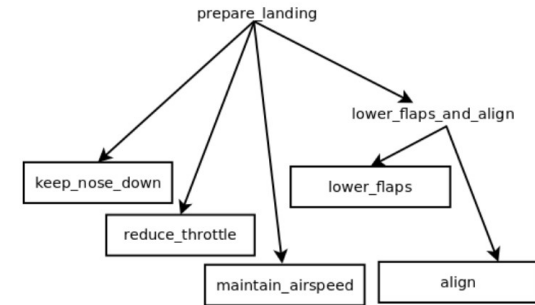 prepare_landing
lower_flaps_and_align
keep_nose_down
lower_flaps
reduce_throttle
maintain_airspeed
align